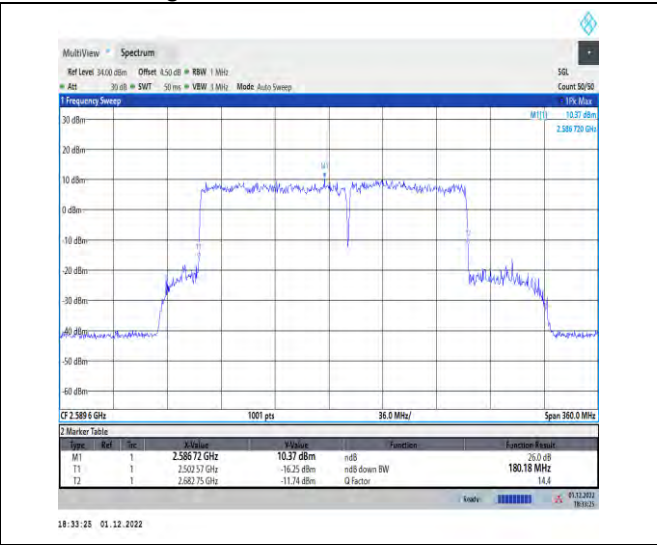 MultiView Spectrum
Ref Level 34.00 dBm Offset 4.50 dB RBW 1 MHz SGL
Att 30 dB SWT 50 ms VBW 3 MHz Mode Auto Sweep Count 50/50
1 Frequency Sweep 1Pk Max
M1[1] 10.37 dBm
2.586 720 GHz
30 dBm
20 dBm
M1
10 dBm
0 dBm
-10 dBm
-20 dBm
-30 dBm
-40 dBm
-50 dBm
-60 dBm
CF 2.589 6 GHz 1001 pts 36.0 MHz/ Span 360.0 MHz
2 Marker Table
Type Ref Trc X-Value Y-Value Function Function Result
M1 1 2.586 72 GHz 10.37 dBm ndB 26.0 dB
T1 1 2.502 57 GHz -16.25 dBm ndB down BW 180.18 MHz
T2 1 2.682 75 GHz -11.74 dBm Q Factor 14.4
Ready 01.12.2022
18:33:25
18:33:25 01.12.2022